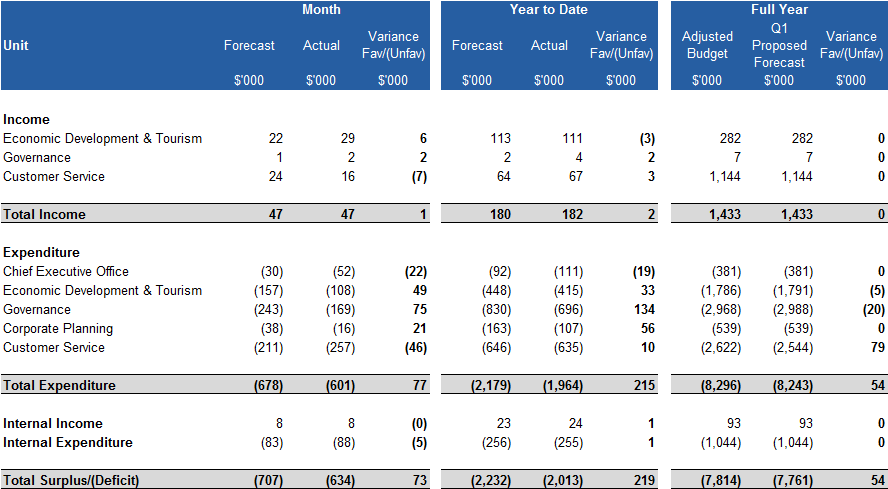 Month Year to Date Full Year
Unit Forecast Actual Variance Fav/(Unfav) Forecast Actual Variance Fav/(Unfav) Adjusted Budget Q1 Proposed Forecast Variance Fav/(Unfav)
$'000 $'000 $'000 $'000 $'000 $'000 $'000 $'000 $'000
Income
Economic Development & Tourism 22 29 6 113 111 (3) 282 282 0
Governance 1 2 2 2 4 2 7 7 0
Customer Service 24 16 (7) 64 67 3 1,144 1,144 0
Total Income 47 47 1 180 182 2 1,433 1,433 0
Expenditure
Chief Executive Office (30) (52) (22) (92) (111) (19) (381) (381) 0
Economic Development & Tourism (157) (108) 49 (448) (415) 33 (1,786) (1,791) (5)
Governance (243) (169) 75 (830) (696) 134 (2,968) (2,988) (20)
Corporate Planning (38) (16) 21 (163) (107) 56 (539) (539) 0
Customer Service (211) (257) (46) (646) (635) 10 (2,622) (2,544) 79
Total Expenditure (678) (601) 77 (2,179) (1,964) 215 (8,296) (8,243) 54
Internal Income 8 8 (0) 23 24 1 93 93 0
Internal Expenditure (83) (88) (5) (256) (255) 1 (1,044) (1,044) 0
Total Surplus/(Deficit) (707) (634) 73 (2,232) (2,013) 219 (7,814) (7,761) 54